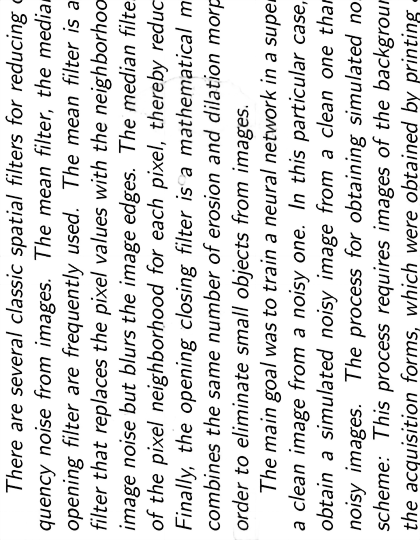 There are several classic spatial filters for reducing
quency noise from images. The mean filter, the median
opening filter are frequently used. The mean filter is a
filter that replaces the pixel values with the neighborhoo
image noise but blurs the image edges. The median filte
of the pixel neighborhood for each pixel, thereby reduc
Finally, the opening closing filter is a mathematical m
combines the same number of erosion and dilation morp
order to eliminate small objects from images.
The main goal was to train a neural network in a super
a clean image from a noisy one. In this particular case,
obtain a simulated noisy image from a clean one than
noisy images. The process for obtaining simulated no
scheme: This process requires images of the backgroun
the acquisition forms, which were obtained by printing